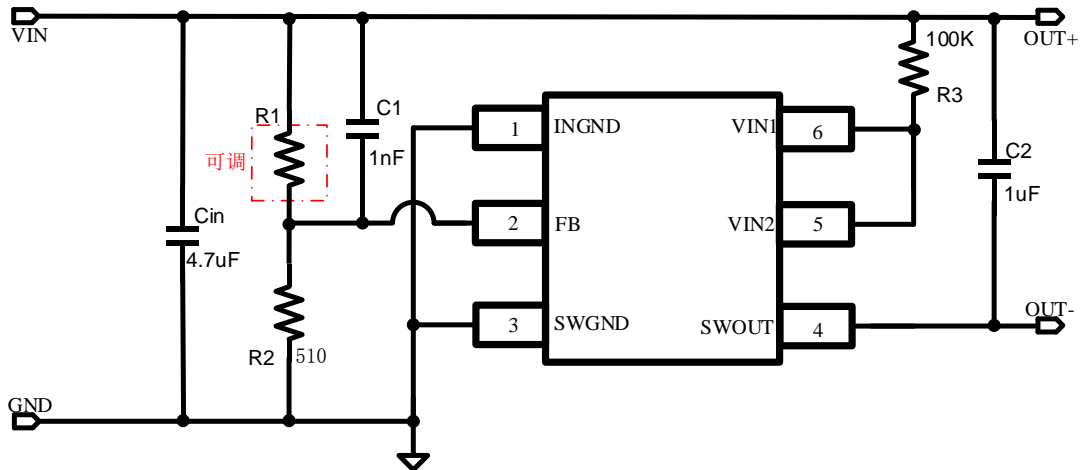 VIN
OUT+
100K
R3
R1
C1
1nF
可调
1
INGND
VIN1
6
C2
1uF
Cin
4.7uF
2
FB
VIN2
5
3
SWGND
SWOUT
4
OUT-
R2
510
GND